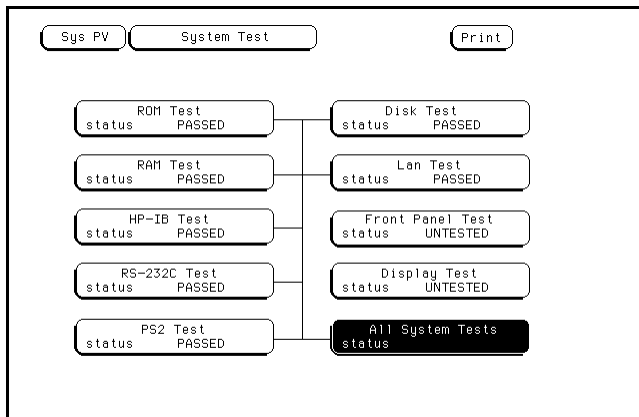 Sys PV System Test Print
ROM Test
status PASSED
Disk Test
status PASSED
RAM Test
status PASSED
Lan Test
status PASSED
HP-IB Test
status PASSED
Front Panel Test
status UNTESTED
RS-232C Test
status PASSED
Display Test
status UNTESTED
PS2 Test
status PASSED
All System Tests
status